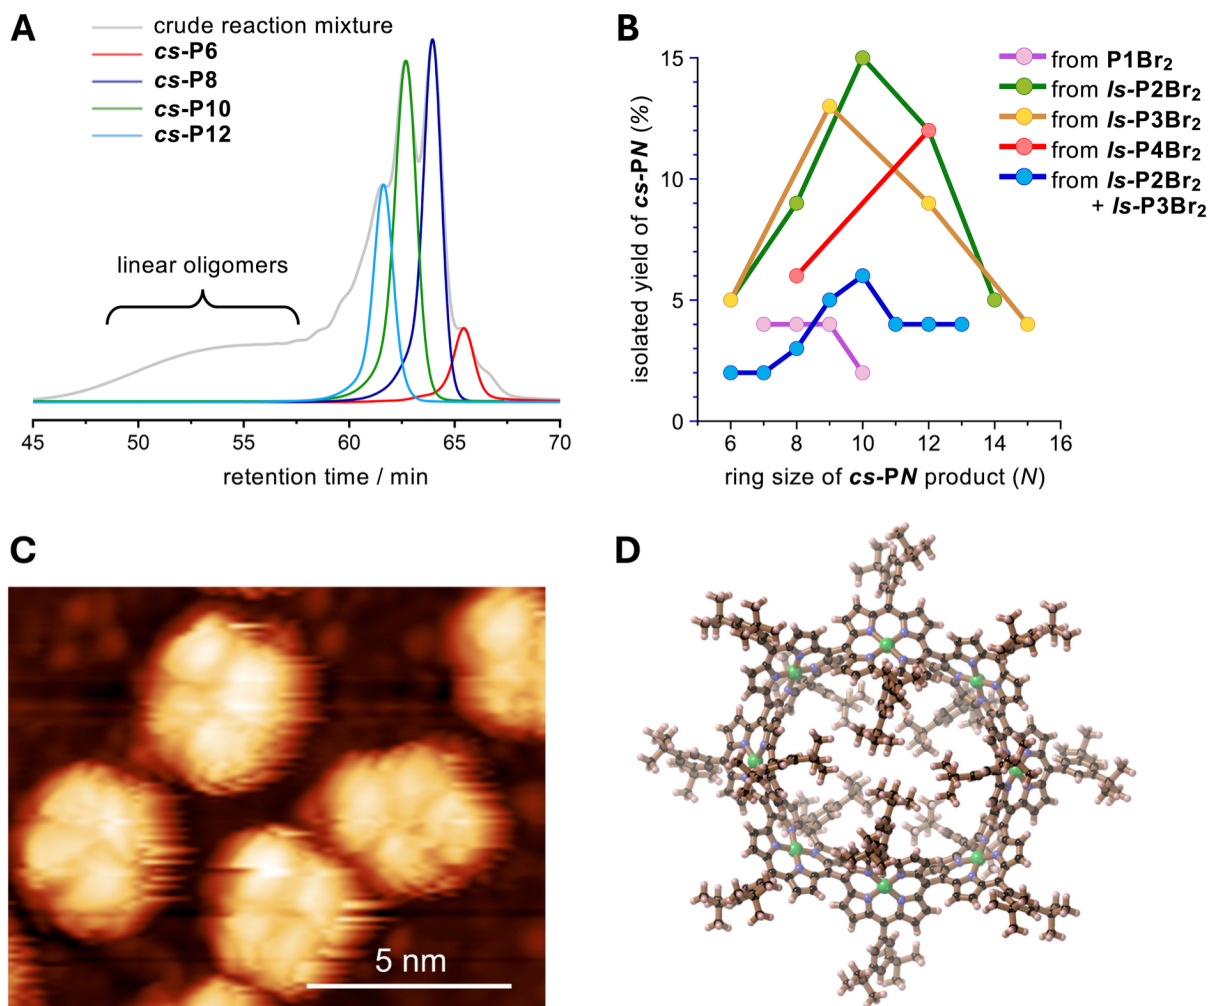 A
crude reaction mixture
cs-P6
cs-P8
cs-P10
cs-P12
linear oligomers
45 50 55 60 65 70
retention time / min
B
isolated yield of cs-PN (%)
15
10
5
0
6 8 10 12 14 16
ring size of cs-PN product (N)
from P1Br₂
from ls-P2Br₂
from ls-P3Br₂
from ls-P4Br₂
from ls-P2Br₂
+ ls-P3Br₂
C
5 nm
D